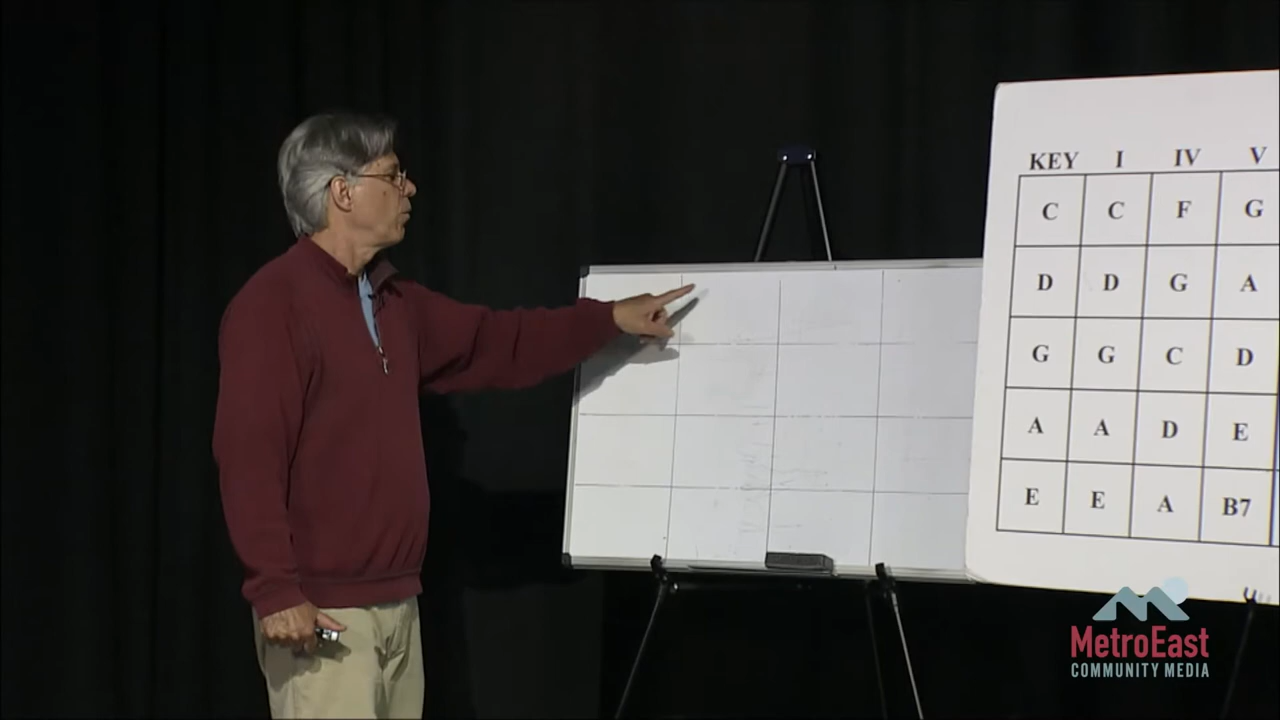 KEY I IV V
C C F G
D D G A
G G C D
A A D E
E E A B7
MetroEast
COMMUNITY MEDIA